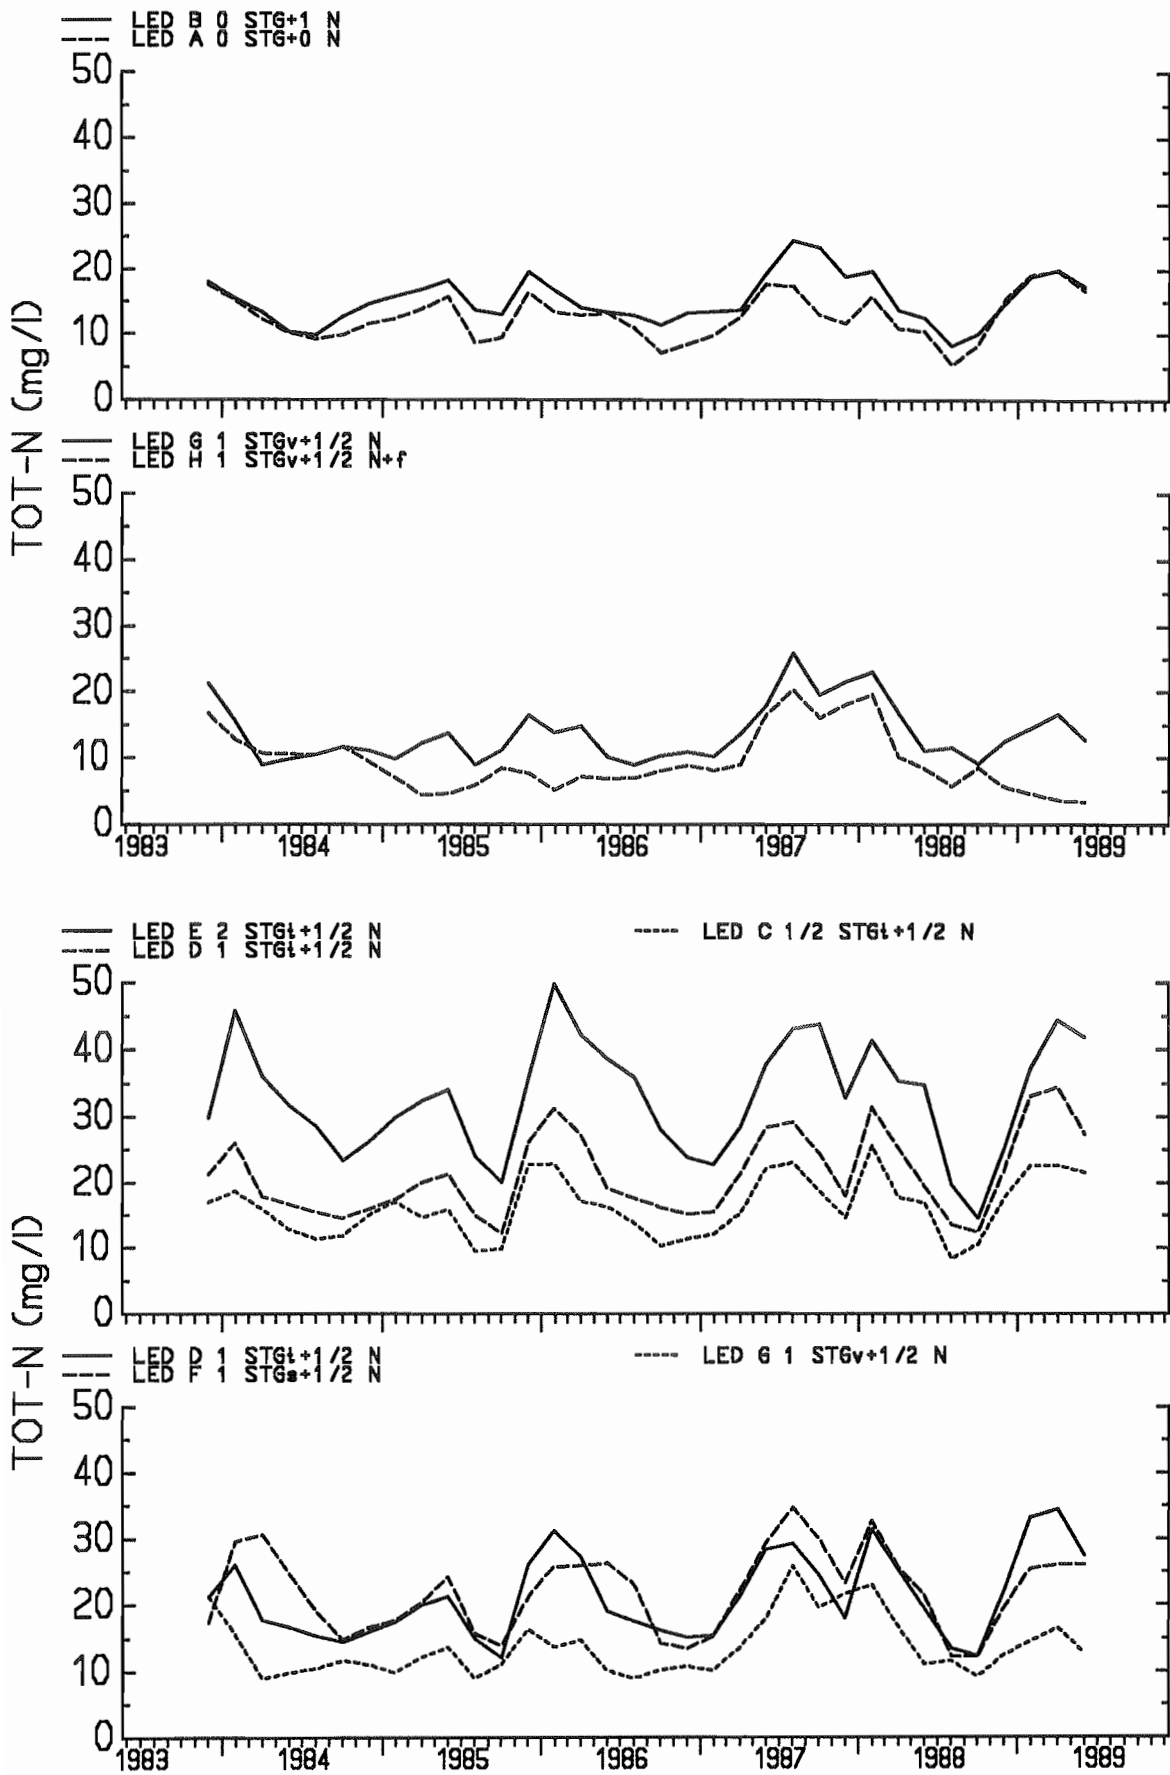 LED B 0 STG+1 N
LED A 0 STG+0 N
50
40
30
20
10
0
TOT-N (mg/l)
LED G 1 STGv+1/2 N
LED H 1 STGv+1/2 N+f
50
40
30
20
10
0
1983 1984 1985 1986 1987 1988 1989
LED E 2 STGt+1/2 N LED C 1/2 STGt+1/2 N
LED D 1 STGt+1/2 N
50
40
30
20
10
0
TOT-N (mg/l)
LED D 1 STGt+1/2 N LED G 1 STGv+1/2 N
LED F 1 STGs+1/2 N
50
40
30
20
10
0
1983 1984 1985 1986 1987 1988 1989